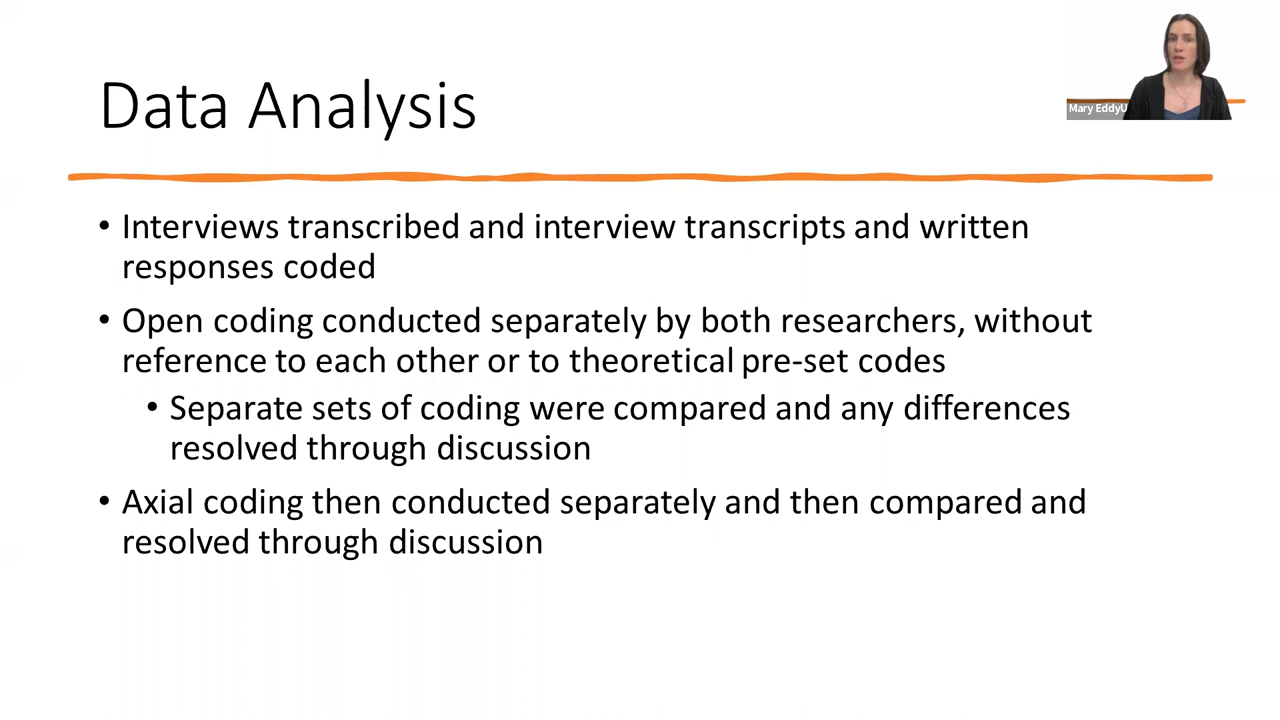 Data Analysis
Mary EddyU
• Interviews transcribed and interview transcripts and written
responses coded
• Open coding conducted separately by both researchers, without
reference to each other or to theoretical pre-set codes
• Separate sets of coding were compared and any differences
resolved through discussion
• Axial coding then conducted separately and then compared and
resolved through discussion